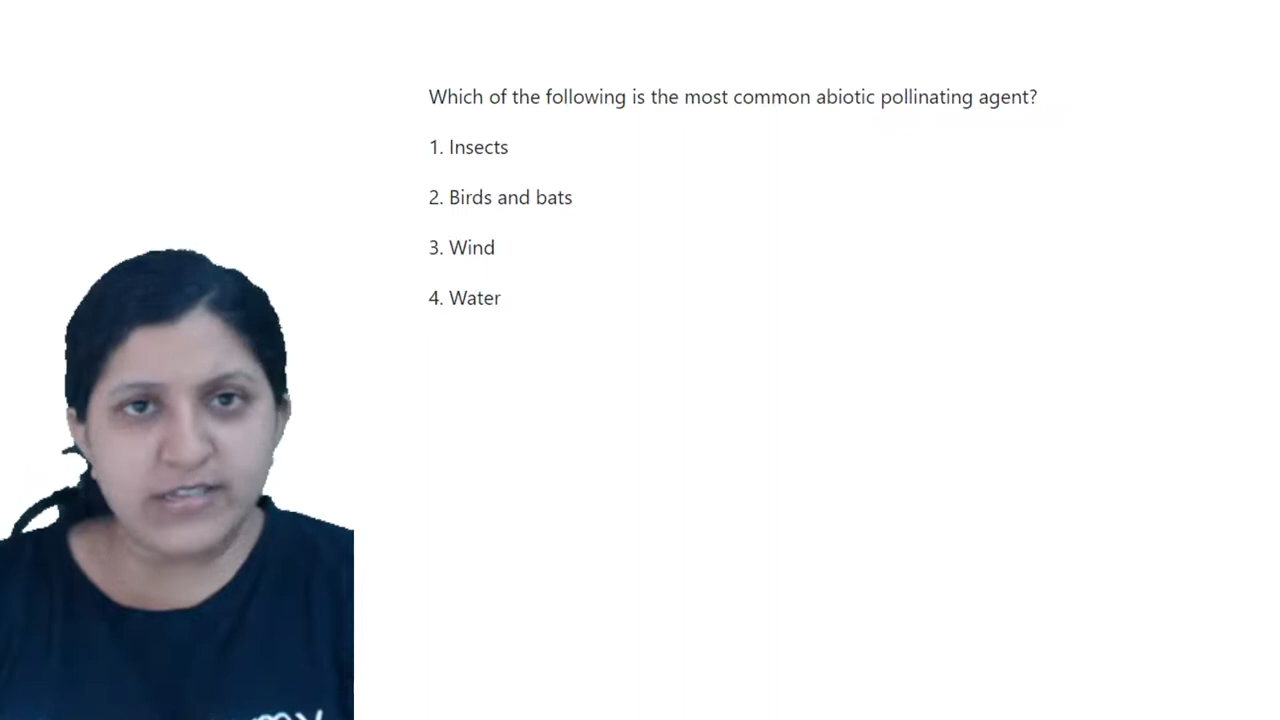 Which of the following is the most common abiotic pollinating agent?
1. Insects
2. Birds and bats
3. Wind
4. Water